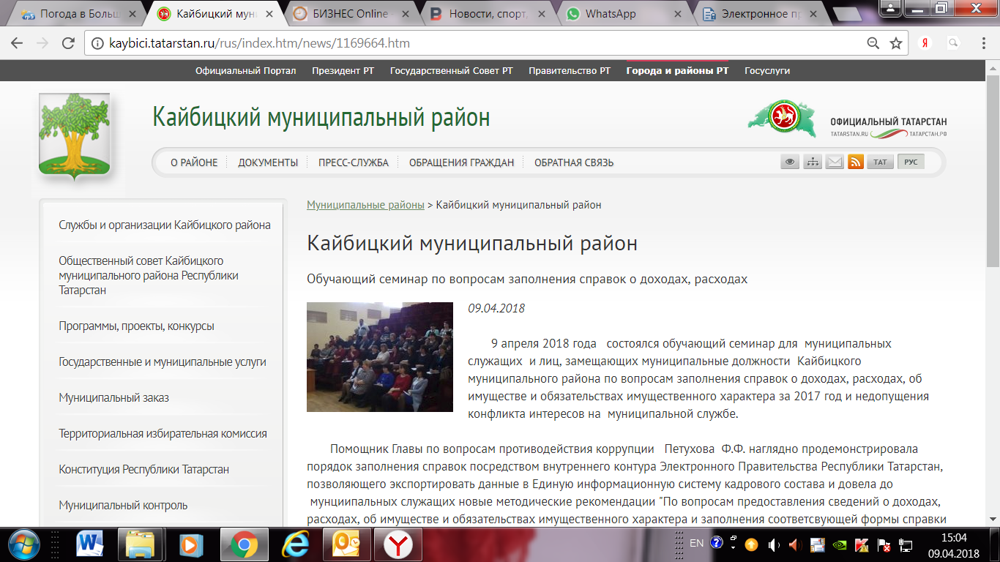 Погода в Больш
Кайбицкий мун
БИЗНЕС Online
Новости, спорт,
WhatsApp
Электронное пр
kaybici.tatarstan.ru/rus/index.htm/news/1169664.htm
Официальный Портал Президент РТ Государственный Совет РТ Правительство РТ Города и районы РТ Госуслуги
Кайбицкий муниципальный район
ОФИЦИАЛЬНЫЙ ТАТАРСТАН
TATARSTAN.RU ТАТАРСТАН.РФ
О РАЙОНЕ ДОКУМЕНТЫ ПРЕСС-СЛУЖБА ОБРАЩЕНИЯ ГРАЖДАН ОБРАТНАЯ СВЯЗЬ
ТАТ РУС
Службы и организации Кайбицкого района
Общественный совет Кайбицкого
муниципального района Республики
Татарстан
Программы, проекты, конкурсы
Государственные и муниципальные услуги
Муниципальный заказ
Территориальная избирательная комиссия
Конституция Республики Татарстан
Муниципальный контроль
Муниципальные районы > Кайбицкий муниципальный район
Кайбицкий муниципальный район
Обучающий семинар по вопросам заполнения справок о доходах, расходах
09.04.2018
9 апреля 2018 года состоялся обучающий семинар для муниципальных
служащих и лиц, замещающих муниципальные должности Кайбицкого
муниципального района по вопросам заполнения справок о доходах, расходах, об
имуществе и обязательствах имущественного характера за 2017 год и недопущения
конфликта интересов на муниципальной службе.
Помощник Главы по вопросам противодействия коррупции Петухова Ф.Ф. наглядно продемонстрировала
порядок заполнения справок посредством внутреннего контура Электронного Правительства Республики Татарстан,
позволяющего экспортировать данные в Единую информационную систему кадрового состава и довела до
мунциипальных служащих новые методические рекомендации "По вопросам предоставления сведений о доходах,
расходах, об имуществе и обязательствах имущественного характера и заполнения соответсвующей формы справки
EN
15:04
09.04.2018